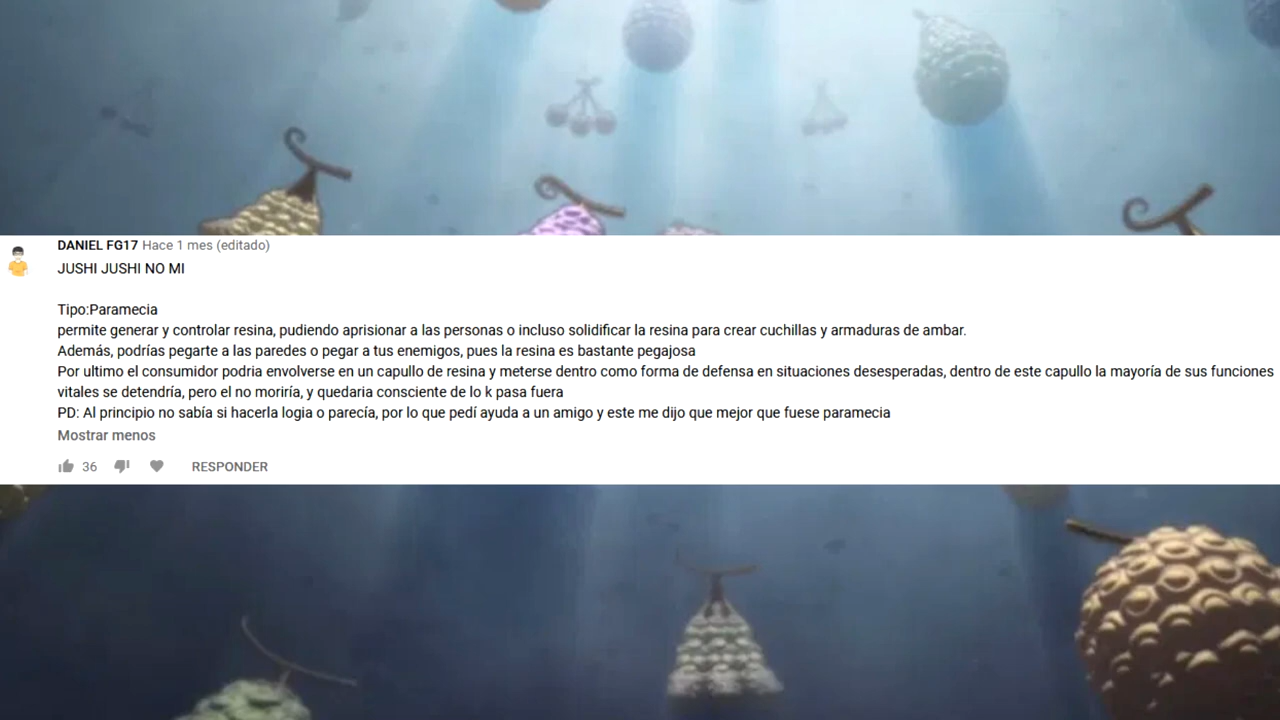 DANIEL FG17 Hace 1 mes (editado)
JUSHI JUSHI NO MI
Tipo:Paramecia
permite generar y controlar resina, pudiendo aprisionar a las personas o incluso solidificar la resina para crear cuchillas y armaduras de ambar.
Además, podrías pegarte a las paredes o pegar a tus enemigos, pues la resina es bastante pegajosa
Por ultimo el consumidor podria envolverse en un capullo de resina y meterse dentro como forma de defensa en situaciones desesperadas, dentro de este capullo la mayoría de sus funciones
vitales se detendría, pero el no moriría, y quedaria consciente de lo k pasa fuera
PD: Al principio no sabía si hacerla logia o parecía, por lo que pedí ayuda a un amigo y este me dijo que mejor que fuese paramecia
Mostrar menos
36 RESPONDER